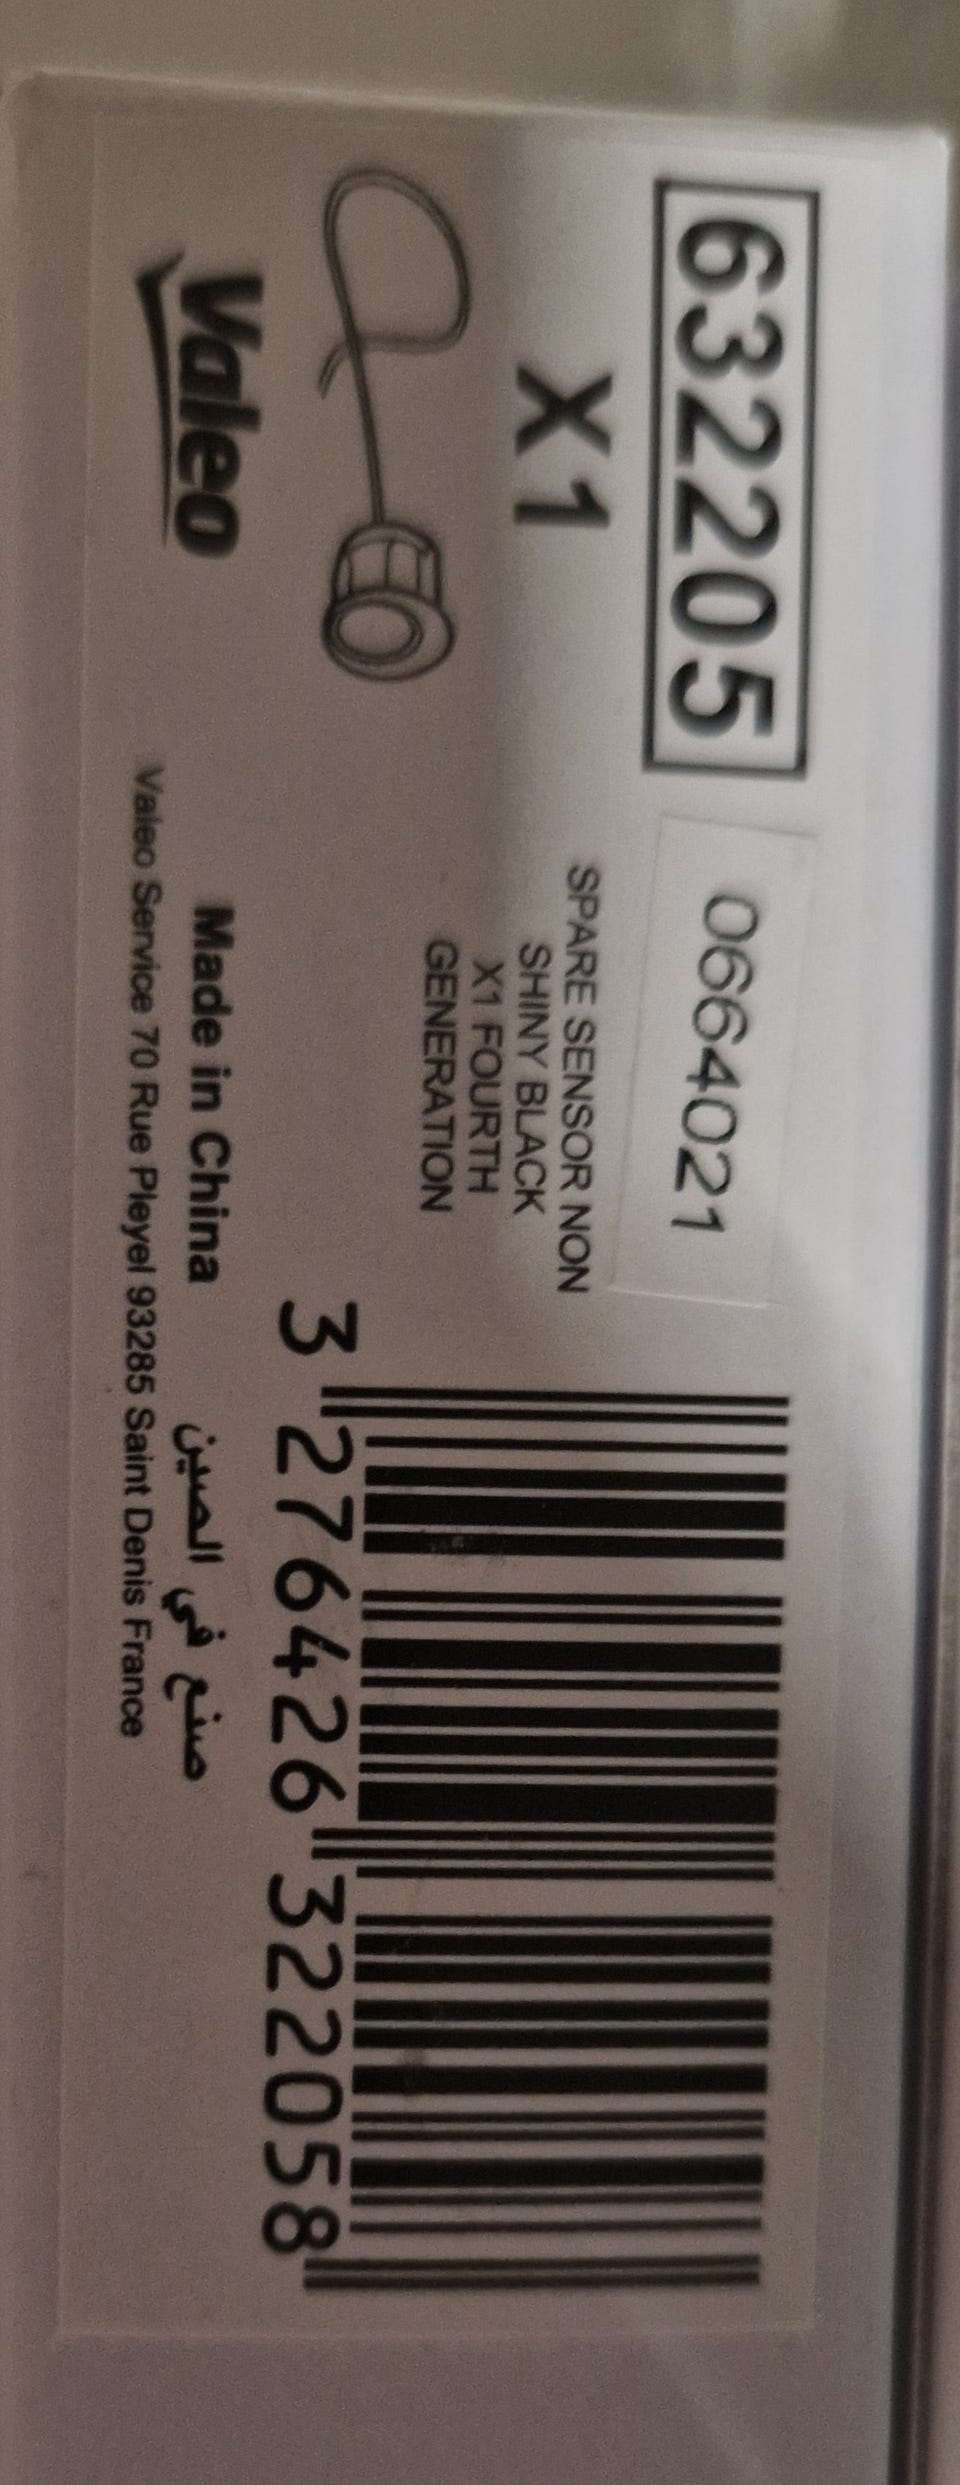 632205
0664021
X1
SPARE SENSOR NON
SHINY BLACK
X1 FOURTH
GENERATION
Valeo
Made in China
صنع في الصين
Valeo Service 70 Rue Pleyel 93285 Saint Denis France
3 276426 322058